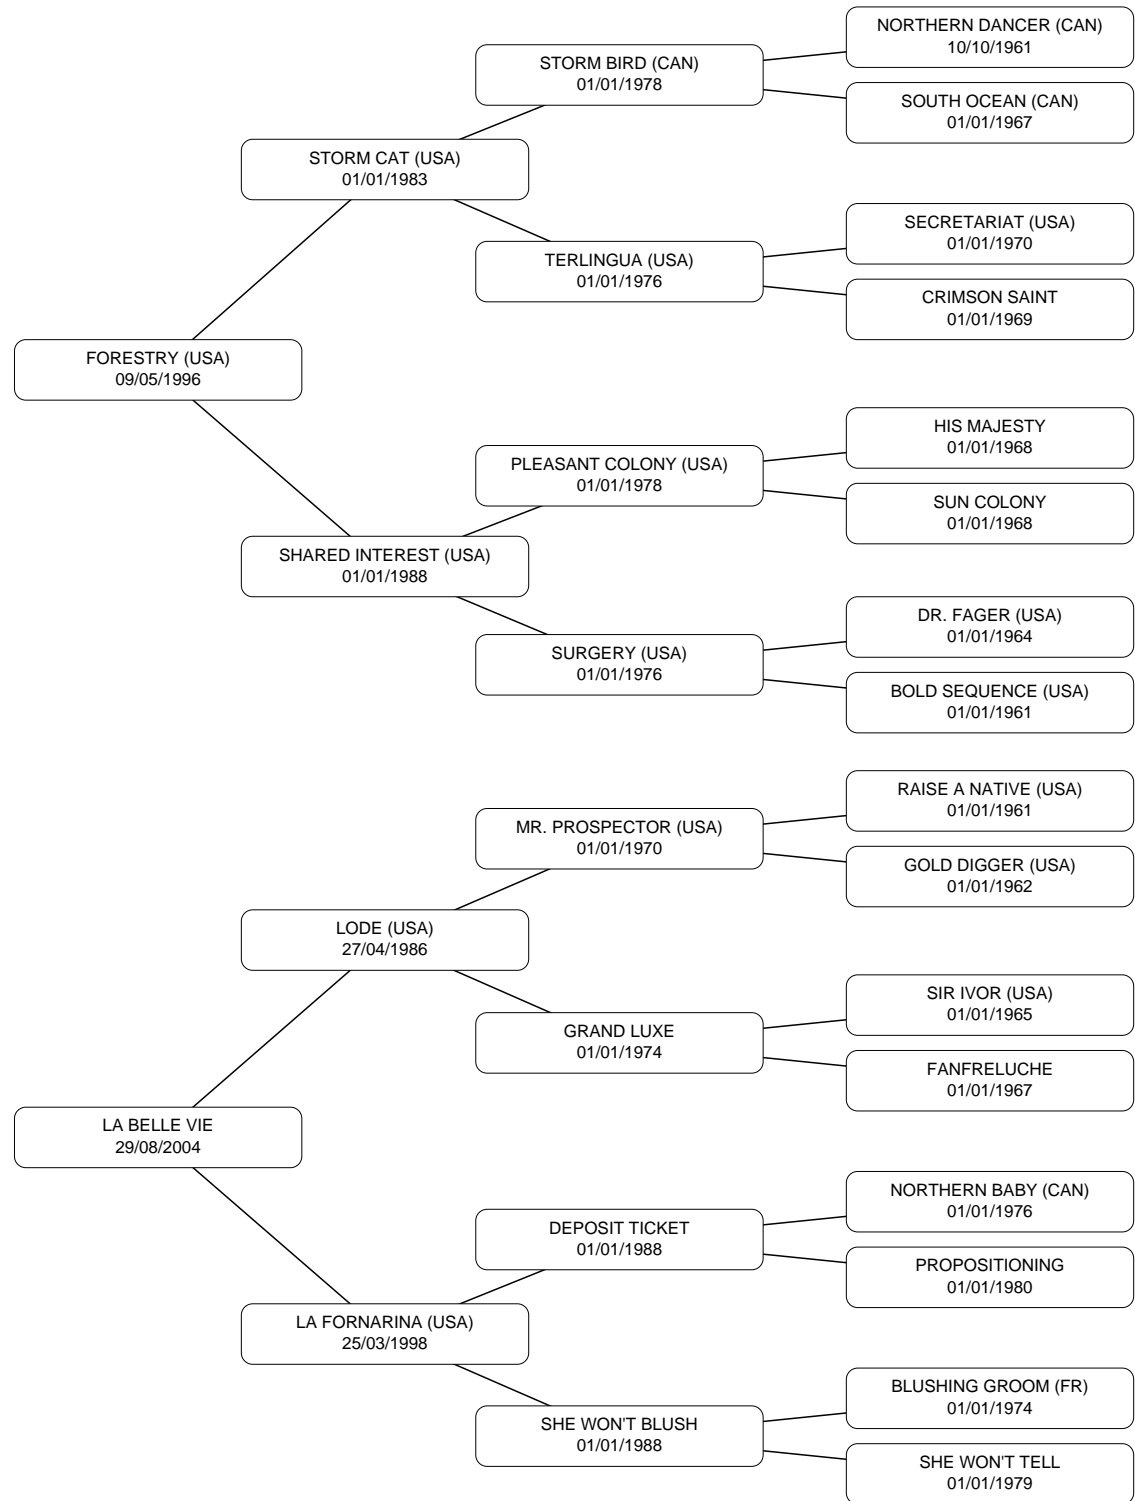 NORTHERN DANCER (CAN)
10/10/1961
STORM BIRD (CAN)
01/01/1978
SOUTH OCEAN (CAN)
01/01/1967
STORM CAT (USA)
01/01/1983
SECRETARIAT (USA)
01/01/1970
TERLINGUA (USA)
01/01/1976
CRIMSON SAINT
01/01/1969
FORESTRY (USA)
09/05/1996
HIS MAJESTY
01/01/1968
PLEASANT COLONY (USA)
01/01/1978
SUN COLONY
01/01/1968
SHARED INTEREST (USA)
01/01/1988
DR. FAGER (USA)
01/01/1964
SURGERY (USA)
01/01/1976
BOLD SEQUENCE (USA)
01/01/1961
RAISE A NATIVE (USA)
01/01/1961
MR. PROSPECTOR (USA)
01/01/1970
GOLD DIGGER (USA)
01/01/1962
LODE (USA)
27/04/1986
SIR IVOR (USA)
01/01/1965
GRAND LUXE
01/01/1974
FANFRELUCHE
01/01/1967
LA BELLE VIE
29/08/2004
NORTHERN BABY (CAN)
01/01/1976
DEPOSIT TICKET
01/01/1988
PROPOSITIONING
01/01/1980
LA FORNARINA (USA)
25/03/1998
BLUSHING GROOM (FR)
01/01/1974
SHE WON'T BLUSH
01/01/1988
SHE WON'T TELL
01/01/1979